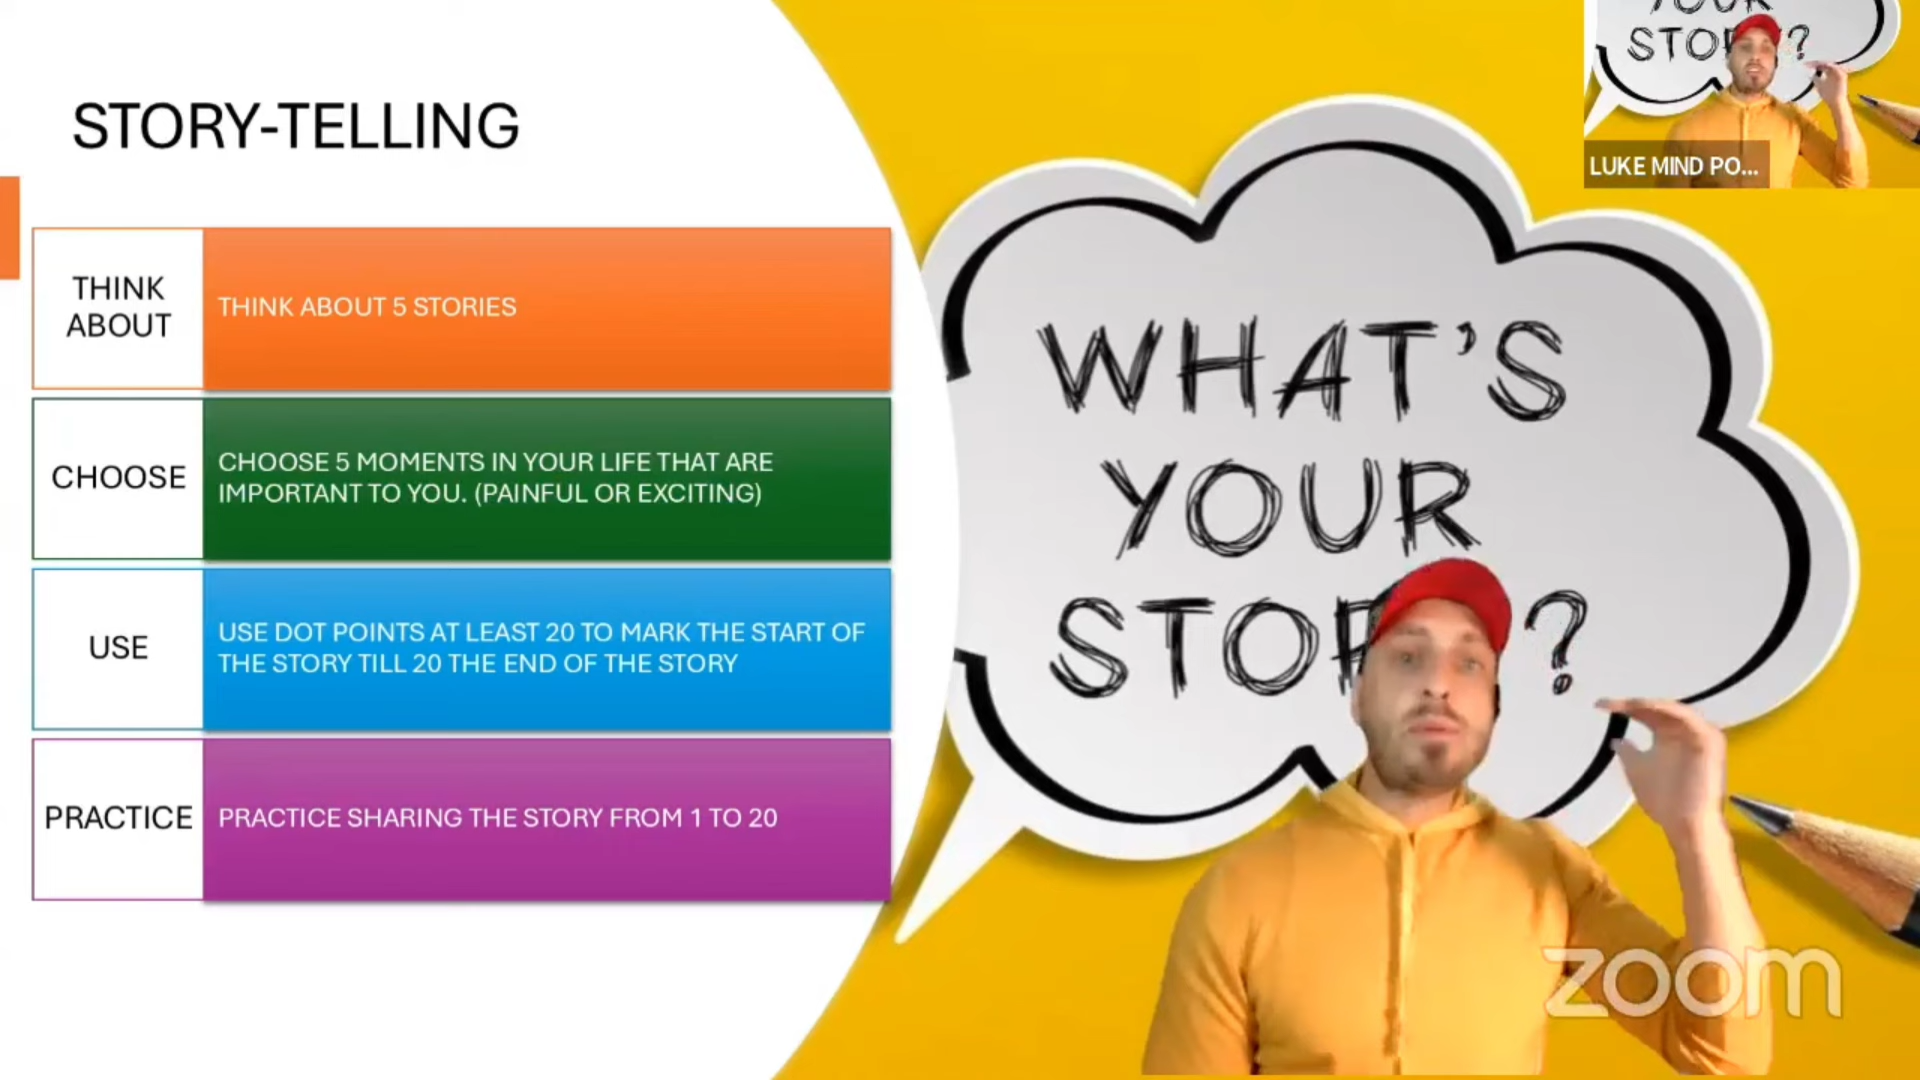 STORY-TELLING
THINK
ABOUT
THINK ABOUT 5 STORIES
CHOOSE
CHOOSE 5 MOMENTS IN YOUR LIFE THAT ARE
IMPORTANT TO YOU. (PAINFUL OR EXCITING)
USE
USE DOT POINTS AT LEAST 20 TO MARK THE START OF
THE STORY TILL 20 THE END OF THE STORY
PRACTICE
PRACTICE SHARING THE STORY FROM 1 TO 20
WHAT'S
YOUR
STOR ?
YOUR
STOR ?
LUKE MIND PO...
zoom